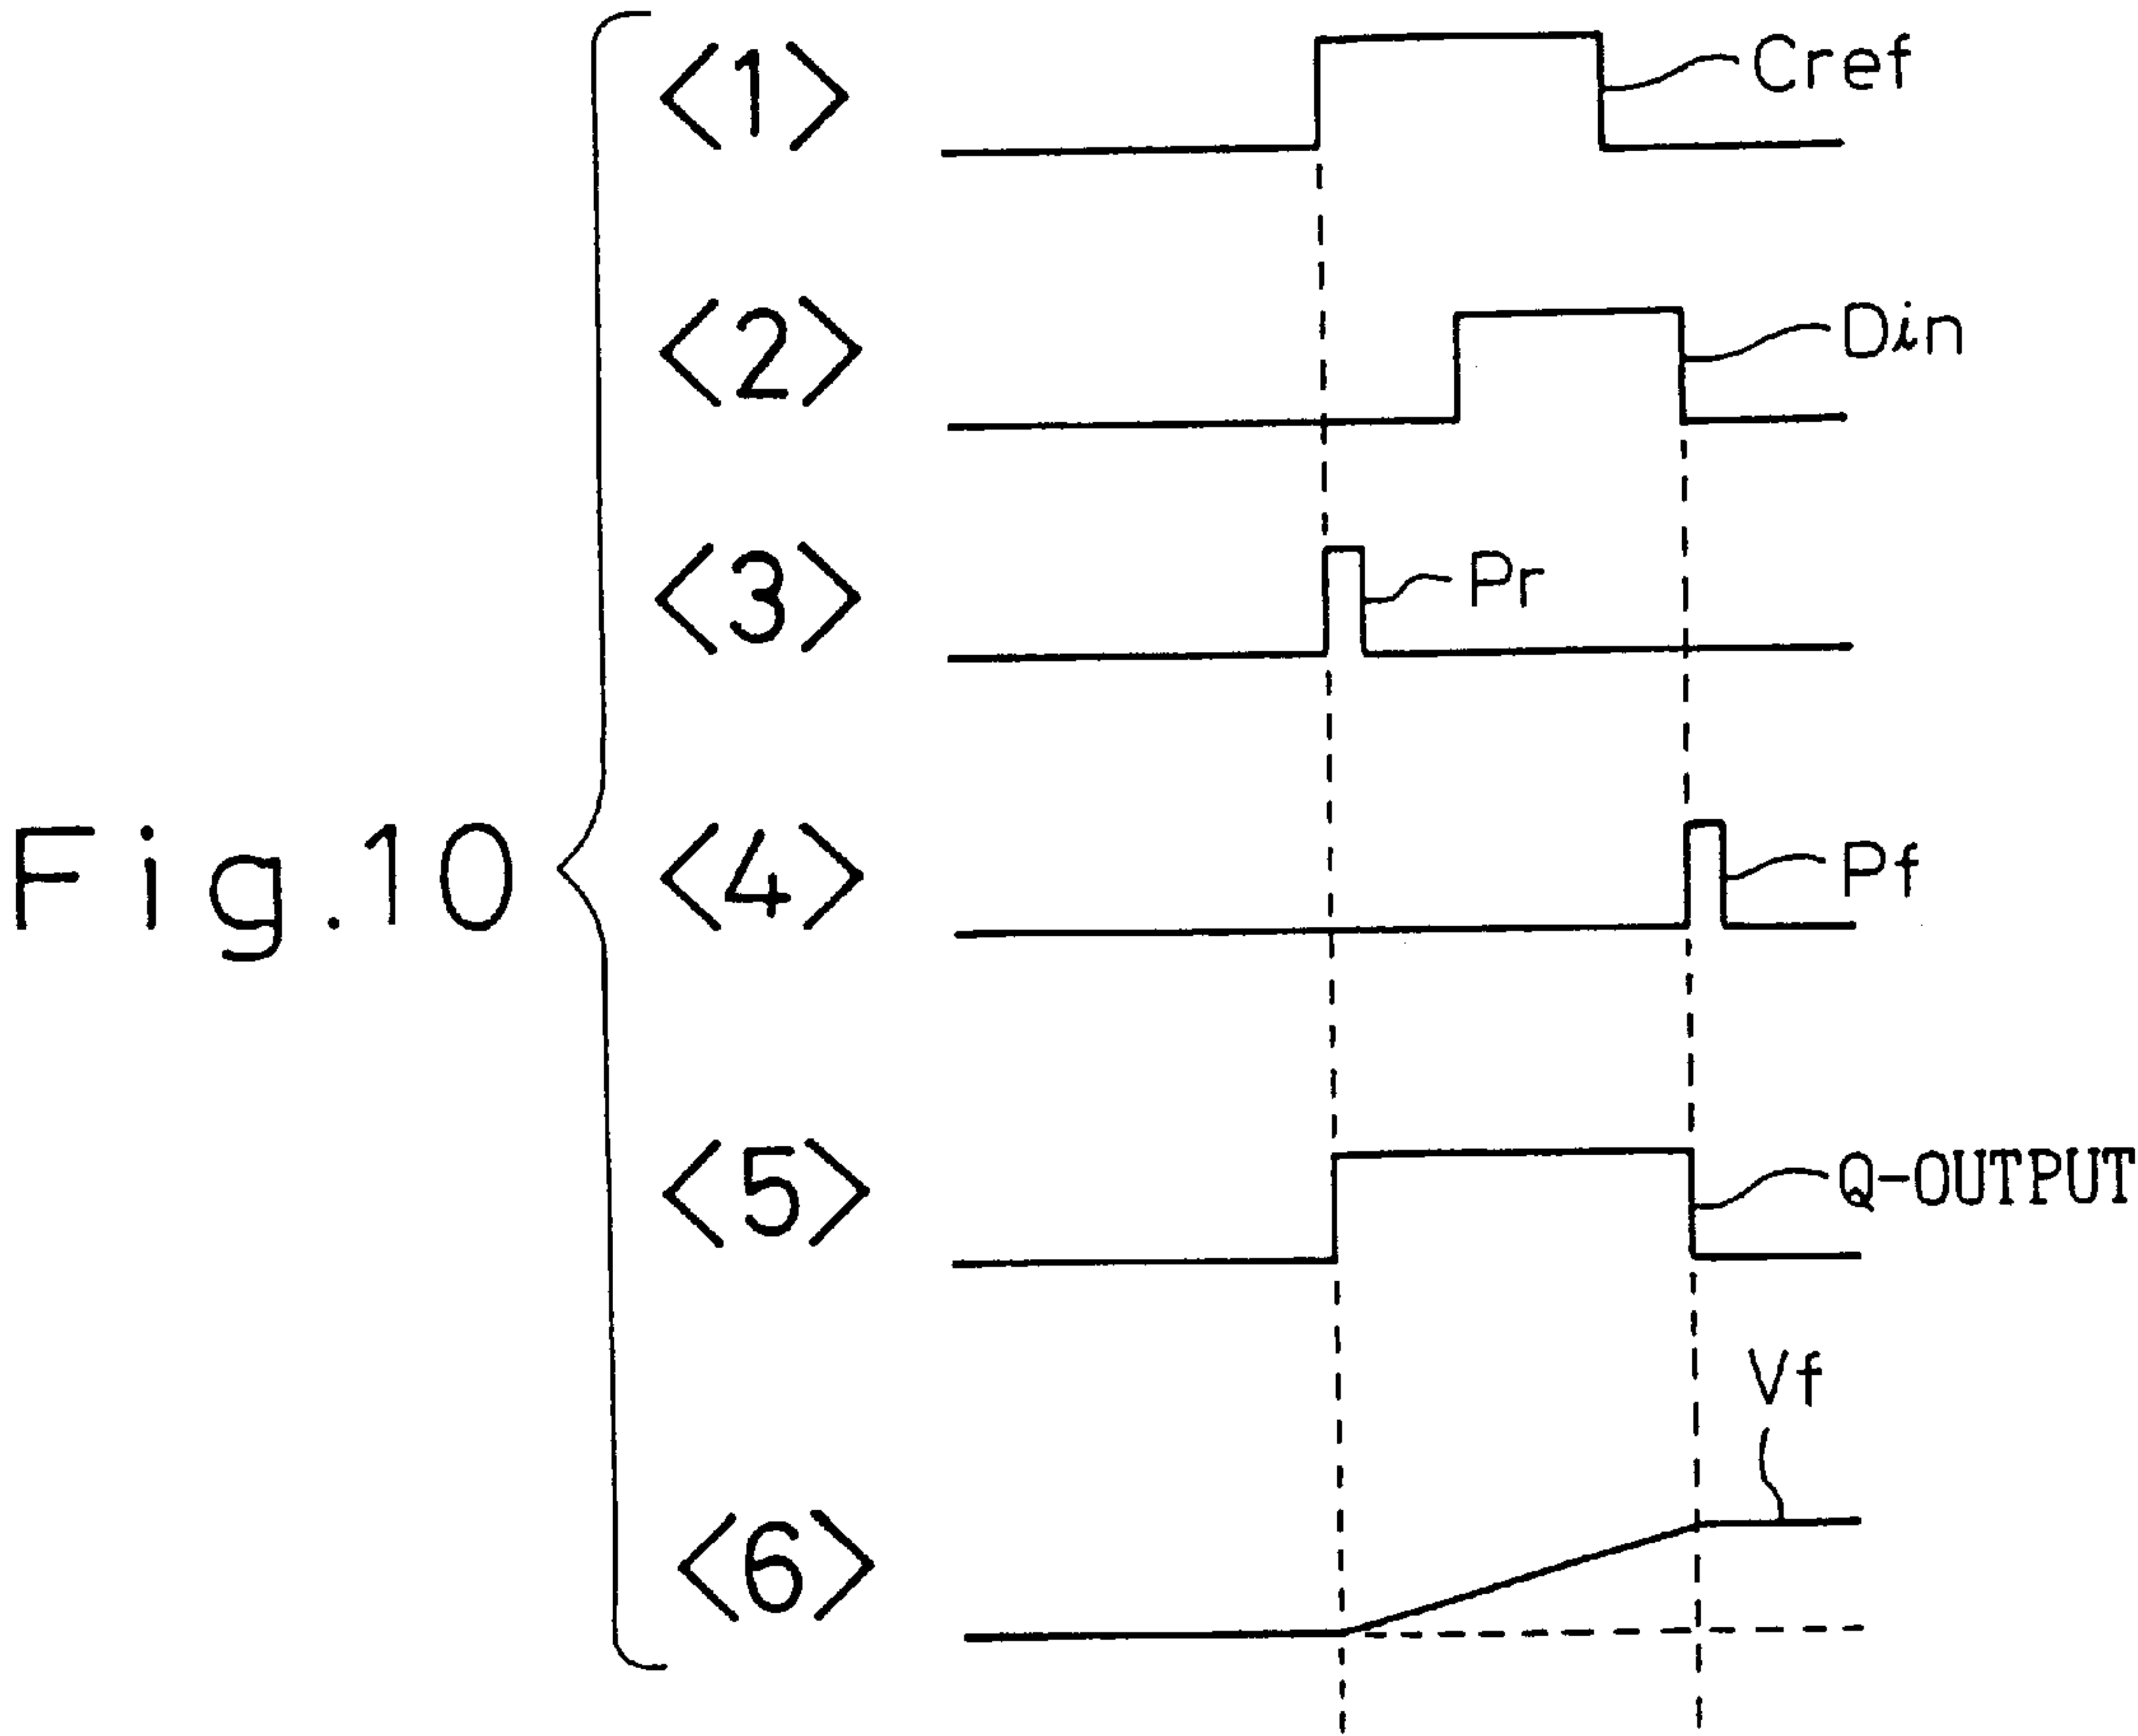 <1>
Cref
<2>
Din
<3>
Pr
Fig.10
<4>
Pf
<5>
Q-OUTPUT
Vf
<6>